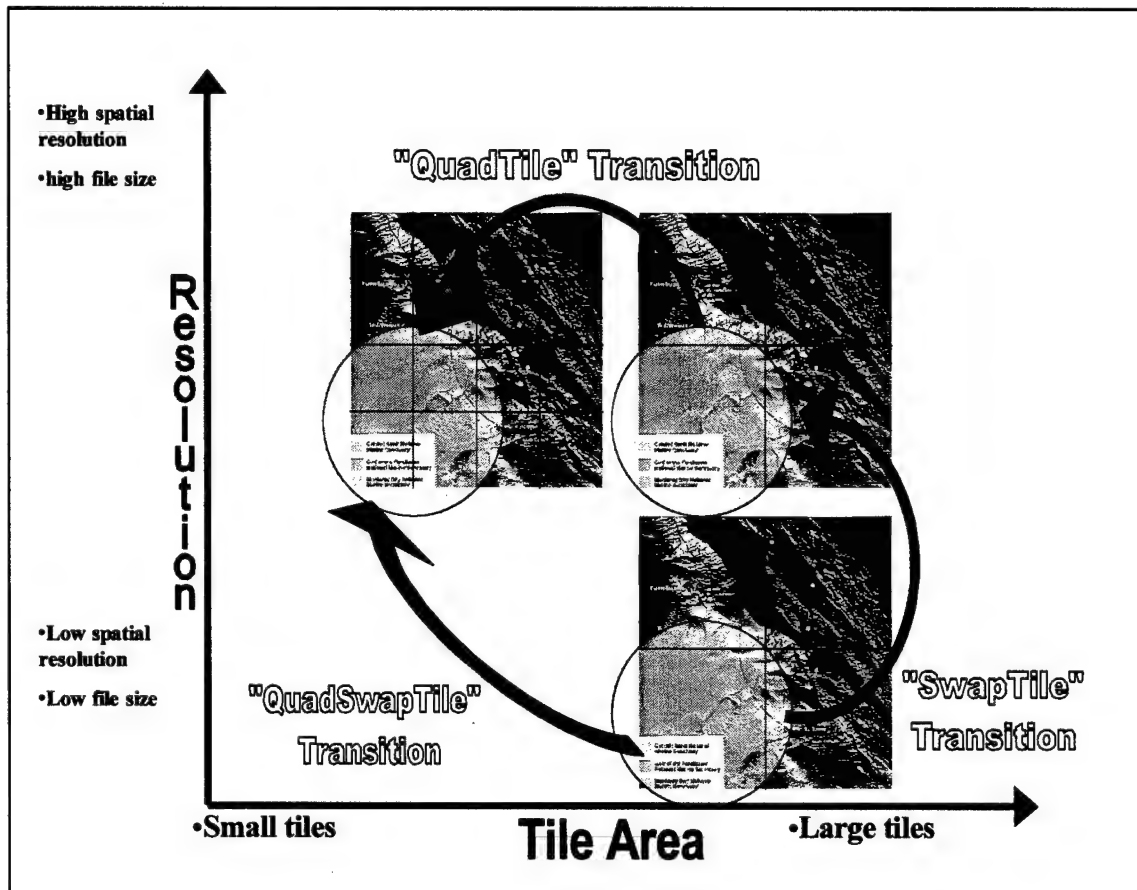 •High spatial
resolution
•high file size
"QuadTile" Transition
Resolution
•Low spatial
resolution
•Low file size
"QuadSwapTile"
Transition
"SwapTile"
Transition
•Small tiles
Tile Area
•Large tiles